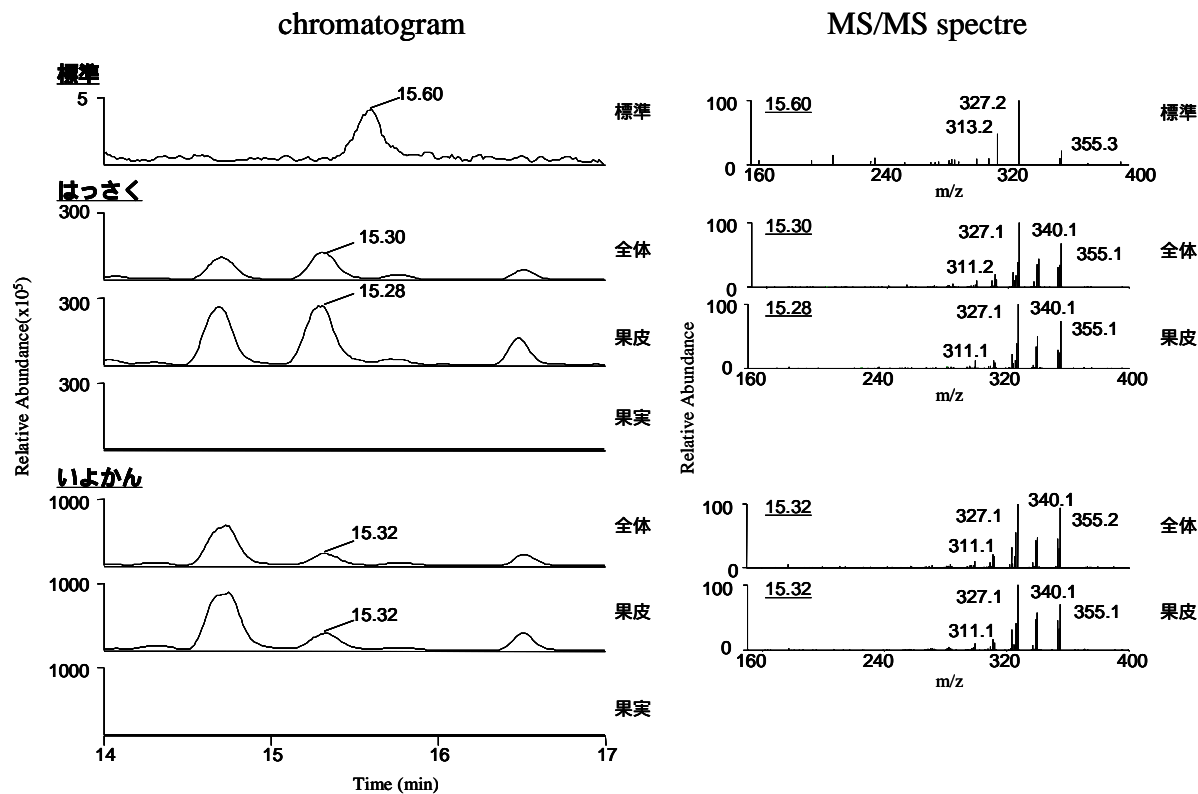 chromatogram
標準
5
15.60
標準
はっさく
300
15.30
全体
300
15.28
果皮
300
果実
いよかん
1000
15.32
全体
1000
15.32
果皮
1000
果実
14 15 16 17
Time (min)
Relative Abundance(x10⁵)
MS/MS spectre
100 15.60 327.2 標準
313.2
355.3
0
160 240 320 400
m/z
100 15.30 327.1 340.1
355.1 全体
311.2
0
100 15.28 327.1 340.1
355.1 果皮
311.1
0
160 240 320 400
m/z
100 15.32 340.1
327.1 355.2 全体
311.1
0
100 15.32 327.1 340.1
355.1 果皮
311.1
0
160 240 320 400
m/z
Relative Abundance